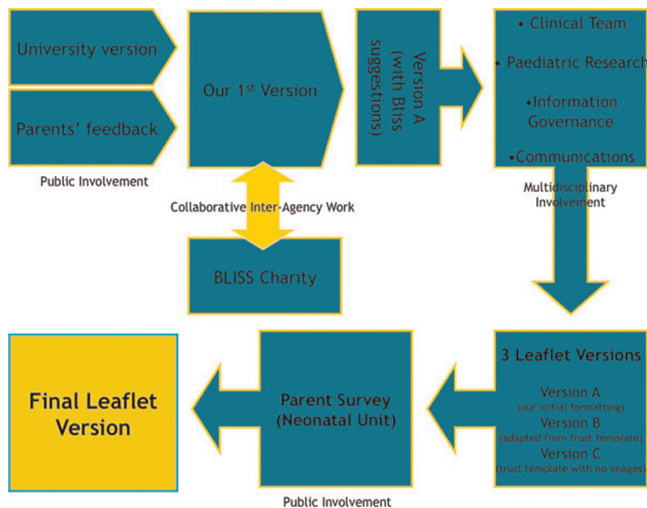 University version
Parents’ feedback
Public Involvement
Our 1st Version
Collaborative Inter-Agency Work
BLISS Charity
Version A
(with Bliss
suggestions)
• Clinical Team
• Paediatric Research
•Information
Governance
•Communications
Multidisciplinary
Involvement
3 Leaflet Versions
Version A
(our initial formatting)
Version B
(adapted from trust template)
Version C
(trust template with no images)
Parent Survey
(Neonatal Unit)
Public Involvement
Final Leaflet
Version